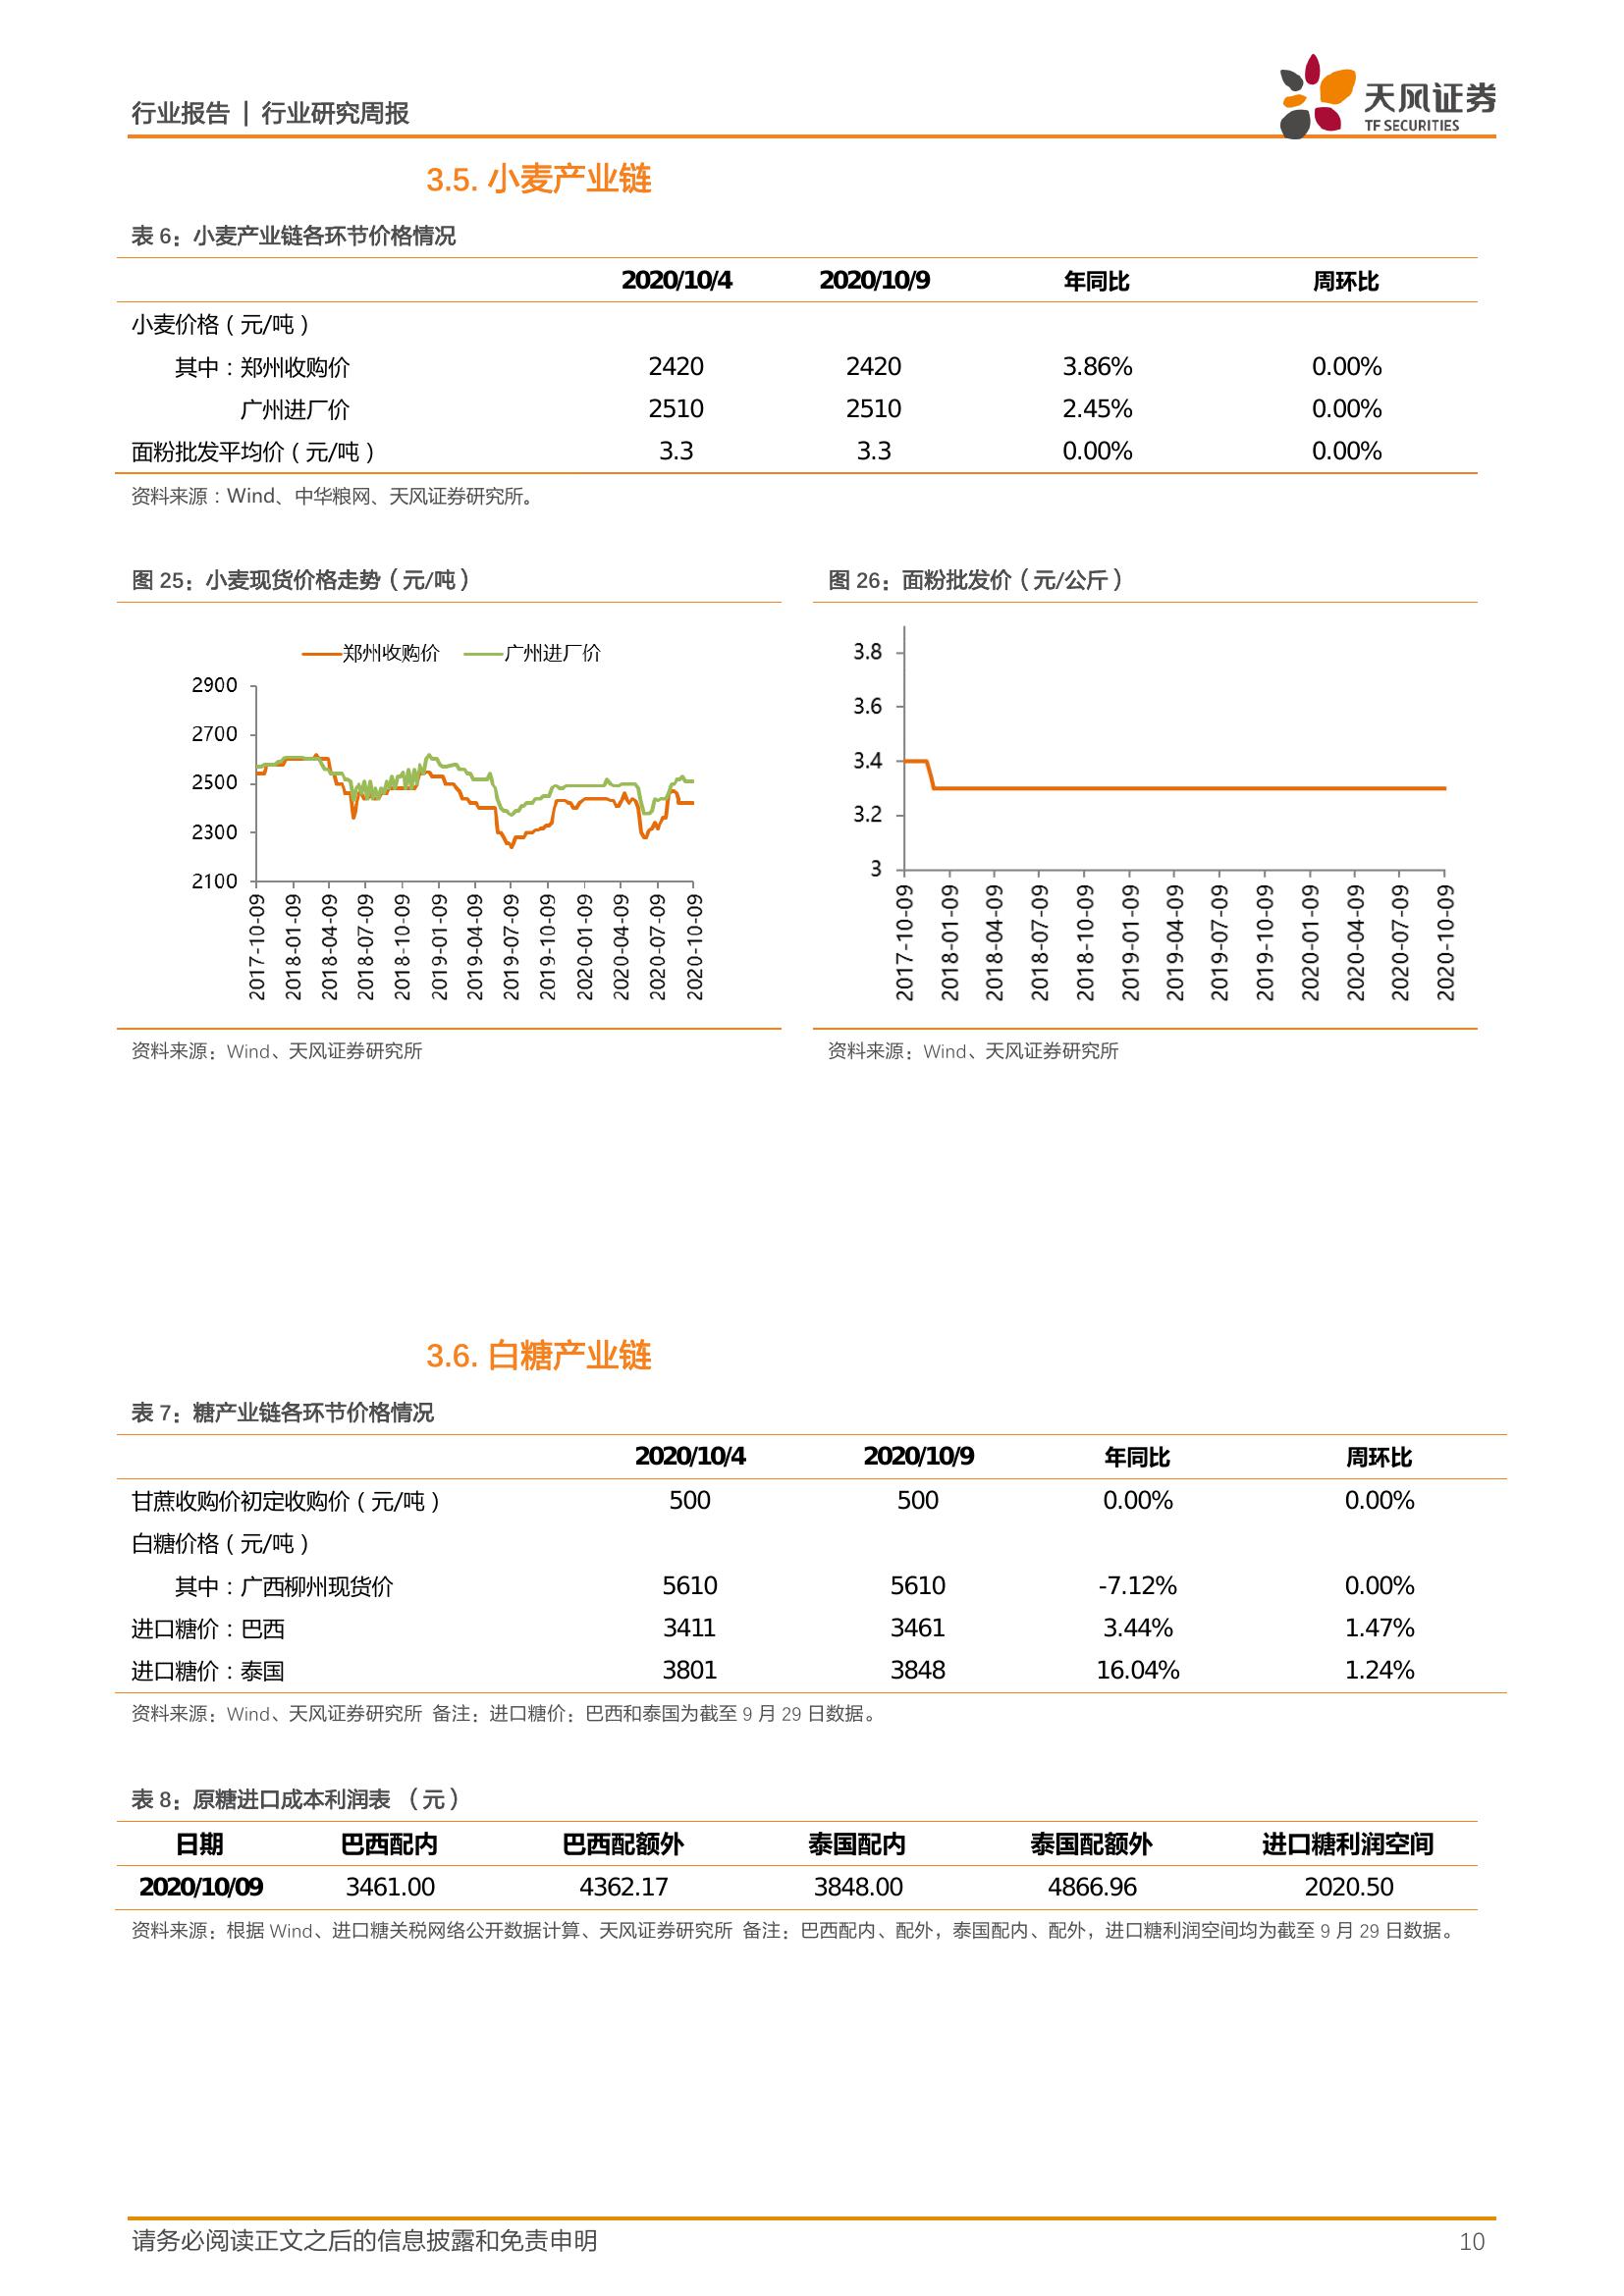 行业报告 | 行业研究周报
天风证券
TF SECURITIES
3.5. 小麦产业链
表 6：小麦产业链各环节价格情况
2020/10/4 2020/10/9 年同比 周环比
小麦价格（元/吨）
其中：郑州收购价 2420 2420 3.86% 0.00%
广州进厂价 2510 2510 2.45% 0.00%
面粉批发平均价（元/吨） 3.3 3.3 0.00% 0.00%
资料来源：Wind、中华粮网、天风证券研究所。
图 25：小麦现货价格走势（元/吨）
郑州收购价 广州进厂价
2900
2700
2500
2300
2100
2017-10-09 2018-01-09 2018-04-09 2018-07-09 2018-10-09 2019-01-09 2019-04-09 2019-07-09 2019-10-09 2020-01-09 2020-04-09 2020-07-09 2020-10-09
资料来源：Wind、天风证券研究所
图 26：面粉批发价（元/公斤）
3.8
3.6
3.4
3.2
3
2017-10-09 2018-01-09 2018-04-09 2018-07-09 2018-10-09 2019-01-09 2019-04-09 2019-07-09 2019-10-09 2020-01-09 2020-04-09 2020-07-09 2020-10-09
资料来源：Wind、天风证券研究所
3.6. 白糖产业链
表 7：糖产业链各环节价格情况
2020/10/4 2020/10/9 年同比 周环比
甘蔗收购价初定收购价（元/吨） 500 500 0.00% 0.00%
白糖价格（元/吨）
其中：广西柳州现货价 5610 5610 -7.12% 0.00%
进口糖价：巴西 3411 3461 3.44% 1.47%
进口糖价：泰国 3801 3848 16.04% 1.24%
资料来源：Wind、天风证券研究所 备注：进口糖价：巴西和泰国为截至 9 月 29 日数据。
表 8：原糖进口成本利润表 （元）
日期 巴西配内 巴西配额外 泰国配内 泰国配额外 进口糖利润空间
2020/10/09 3461.00 4362.17 3848.00 4866.96 2020.50
资料来源：根据 Wind、进口糖关税网络公开数据计算、天风证券研究所 备注：巴西配内、配外，泰国配内、配外，进口糖利润空间均为截至 9 月 29 日数据。
请务必阅读正文之后的信息披露和免责申明 10